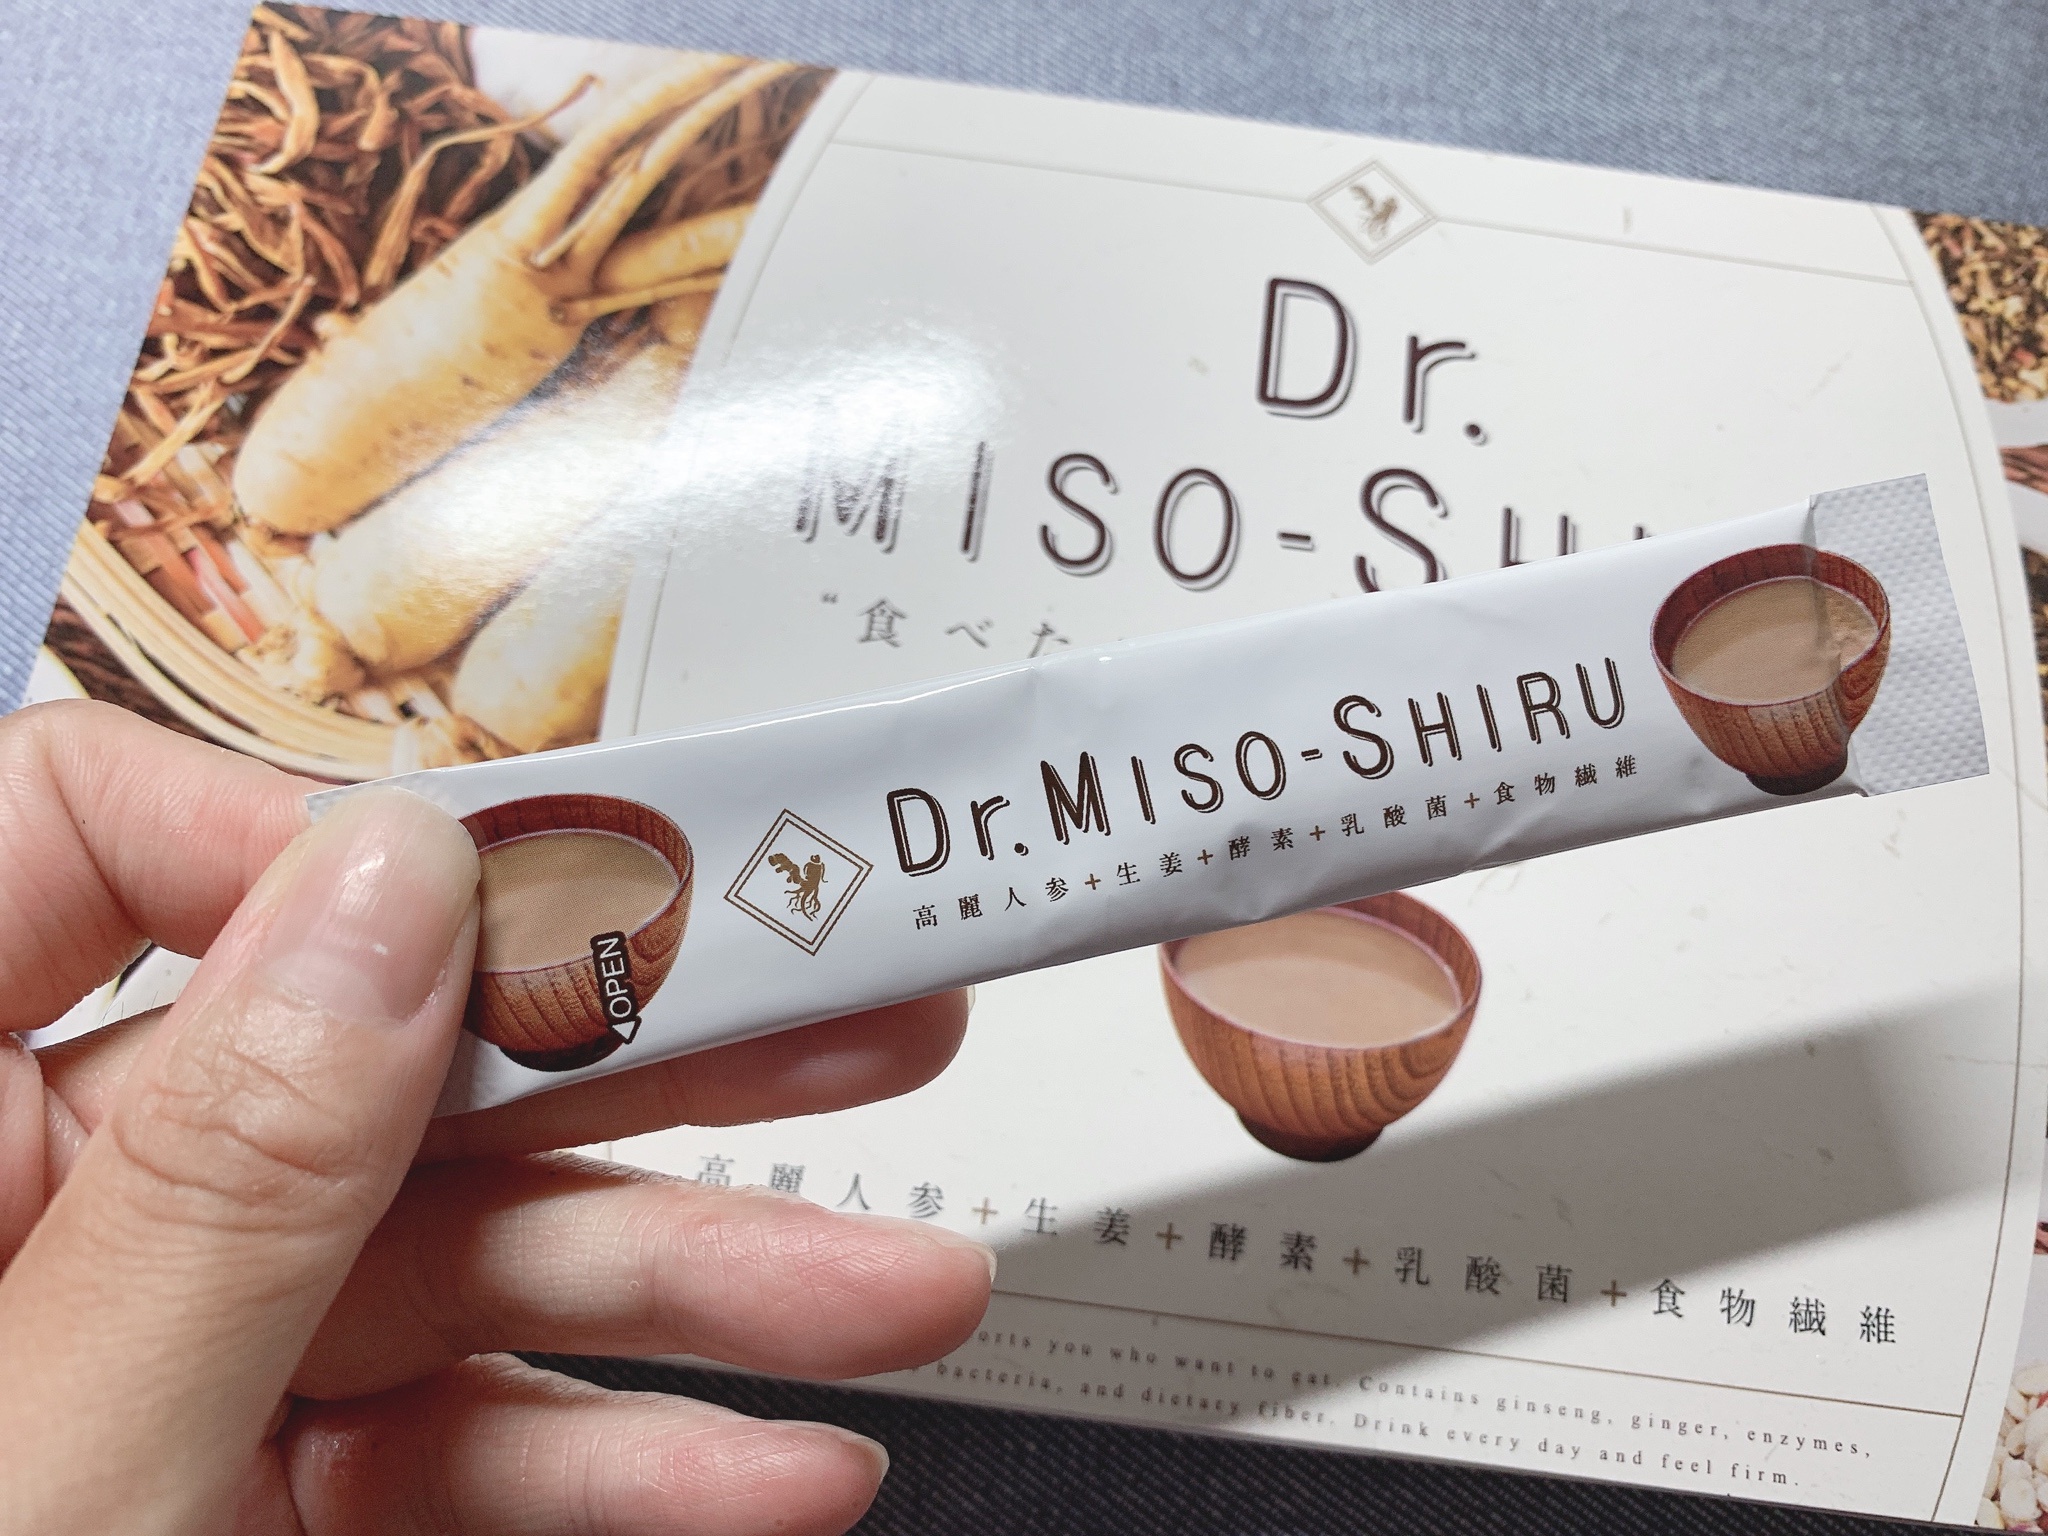 Dr.
MISO-SH
“食べた
Dr.MISO-SHIRU
高麗人参+生姜+酵素+乳酸菌+食物繊維
OPEN
高麗人参+生姜+酵素+乳酸菌+食物繊維
you who want to eat. Contains ginseng, ginger, enzymes,
bacteria, and dietary fiber. Drink every day and feel firm.